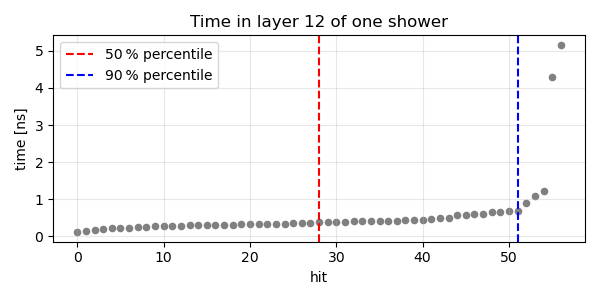 Time in layer 12 of one shower
50 % percentile
90 % percentile
time [ns]
5
4
3
2
1
0
0 10 20 30 40 50
hit